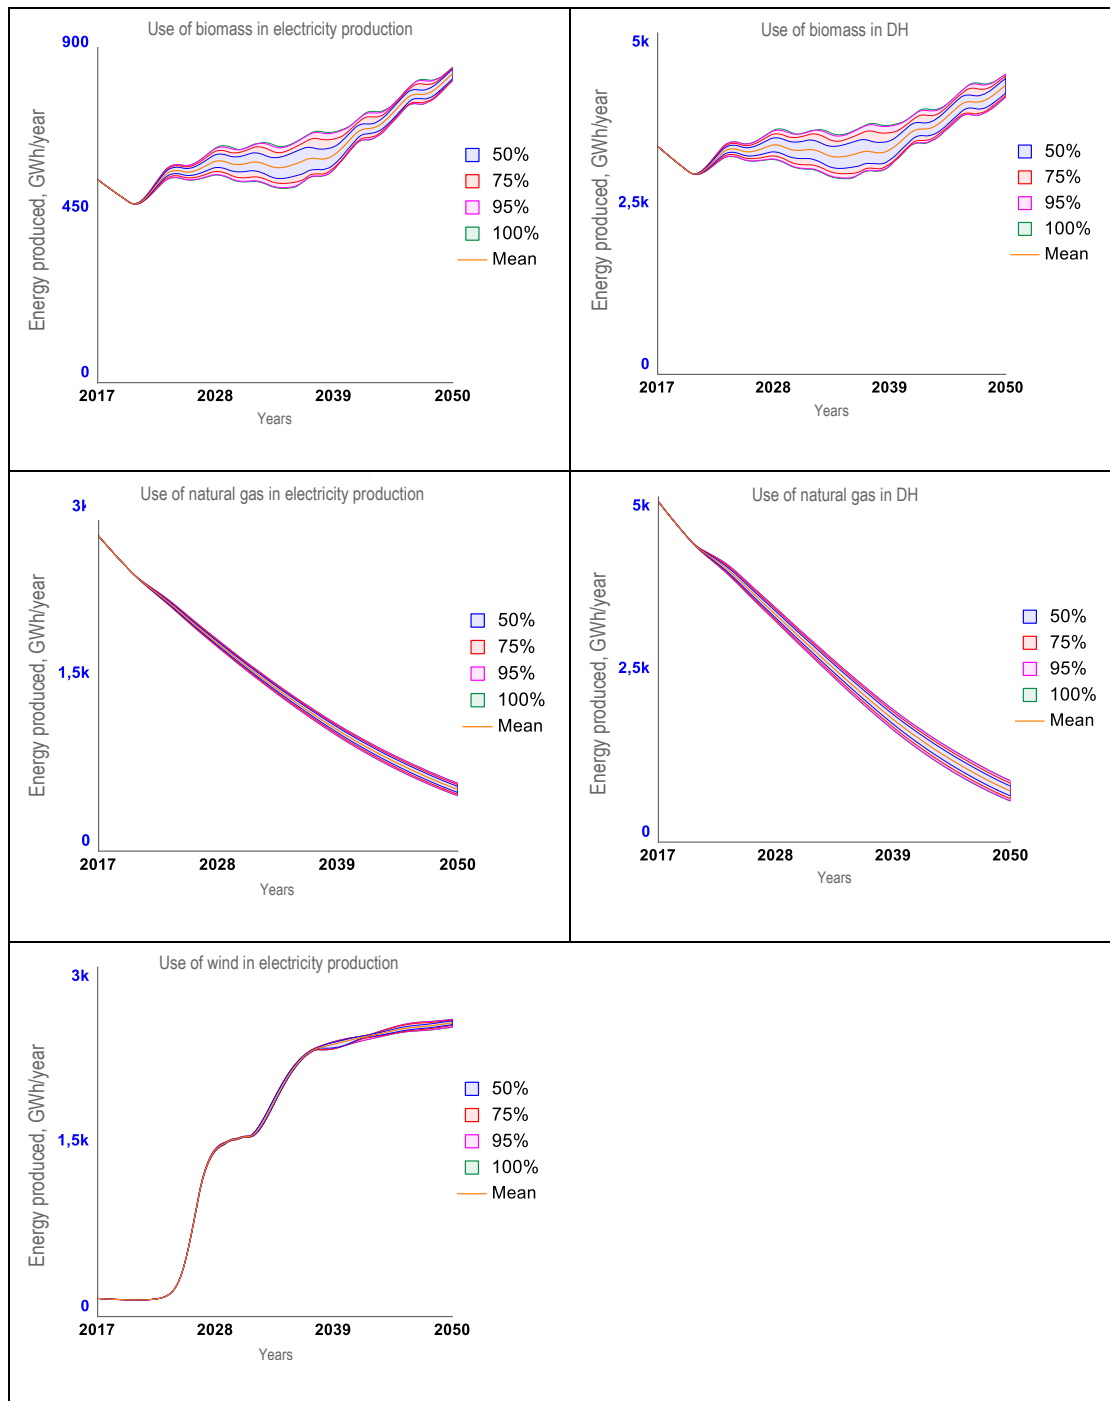 Use of biomass in electricity production
900
450
0
Energy produced, GWh/year
2017
2028
2039
2050
Years
50%
75%
95%
100%
Mean
Use of biomass in DH
5k
2,5k
0
Energy produced, GWh/year
2017
2028
2039
2050
Years
50%
75%
95%
100%
Mean
Use of natural gas in electricity production
3k
1,5k
0
Energy produced, GWh/year
2017
2028
2039
2050
Years
50%
75%
95%
100%
Mean
Use of natural gas in DH
5k
2,5k
0
Energy produced, GWh/year
2017
2028
2039
2050
Years
50%
75%
95%
100%
Mean
Use of wind in electricity production
3k
1,5k
0
Energy produced, GWh/year
2017
2028
2039
2050
Years
50%
75%
95%
100%
Mean